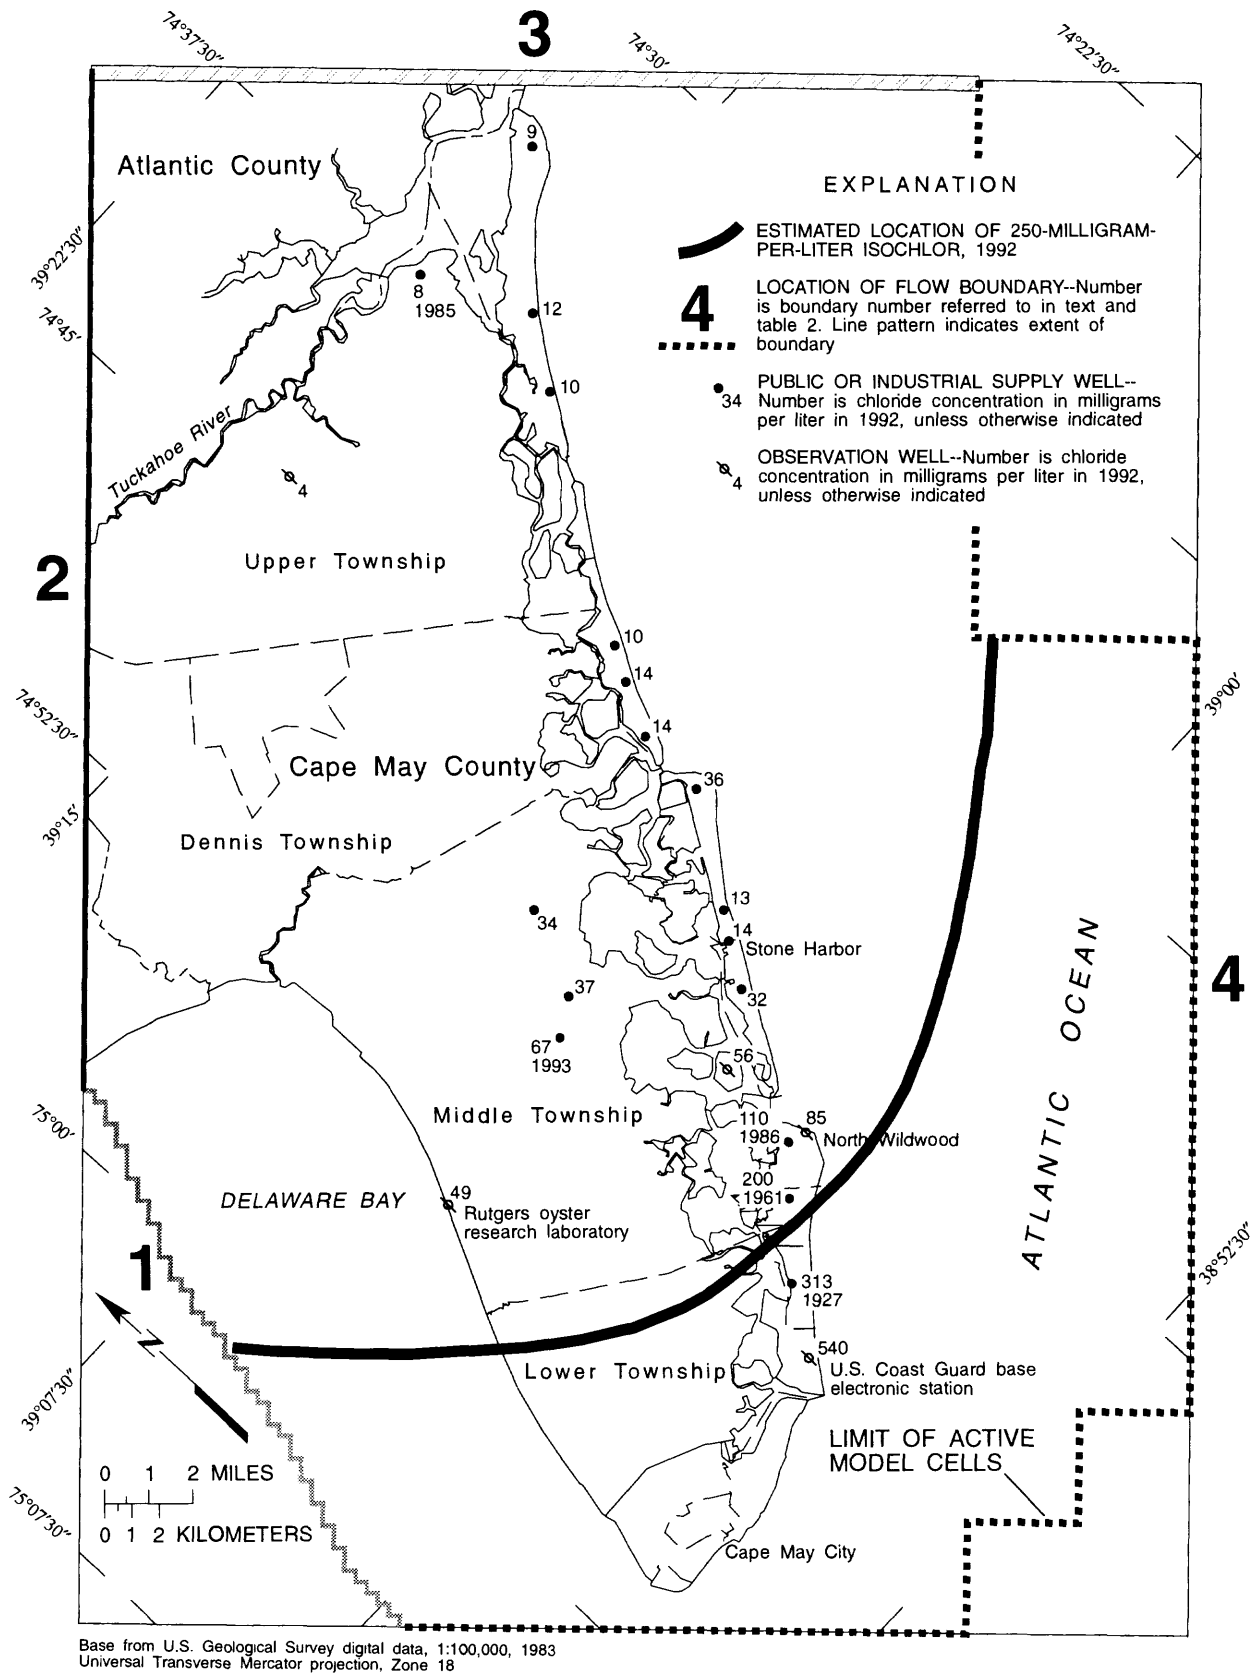 3
74°37'30"
74°30'
74°22'30"
9
Atlantic County
EXPLANATION
ESTIMATED LOCATION OF 250-MILLIGRAM-
PER-LITER ISOCHLOR, 1992
39°22'30"
8
1985
4
LOCATION OF FLOW BOUNDARY--Number
is boundary number referred to in text and
table 2. Line pattern indicates extent of
boundary
12
74°45'
10
34
PUBLIC OR INDUSTRIAL SUPPLY WELL--
Number is chloride concentration in milligrams
per liter in 1992, unless otherwise indicated
Tuckahoe River
4
4
OBSERVATION WELL--Number is chloride
concentration in milligrams per liter in 1992,
unless otherwise indicated
Upper Township
2
10
14
39°00'
74°52'30"
14
Cape May County
36
39°15'
Dennis Township
13
34
14
Stone Harbor
4
37
32
ATLANTIC OCEAN
67
1993
56
75°00'
Middle Township
110
1986
85
North Wildwood
200
1961
DELAWARE BAY
49
Rutgers oyster
research laboratory
38°52'30"
1
313
1927
N
540
Lower Township
U.S. Coast Guard base
electronic station
39°07'30"
LIMIT OF ACTIVE
MODEL CELLS
0 1 2 MILES
75°07'30"
0 1 2 KILOMETERS
Cape May City
Base from U.S. Geological Survey digital data, 1:100,000, 1983
Universal Transverse Mercator projection, Zone 18